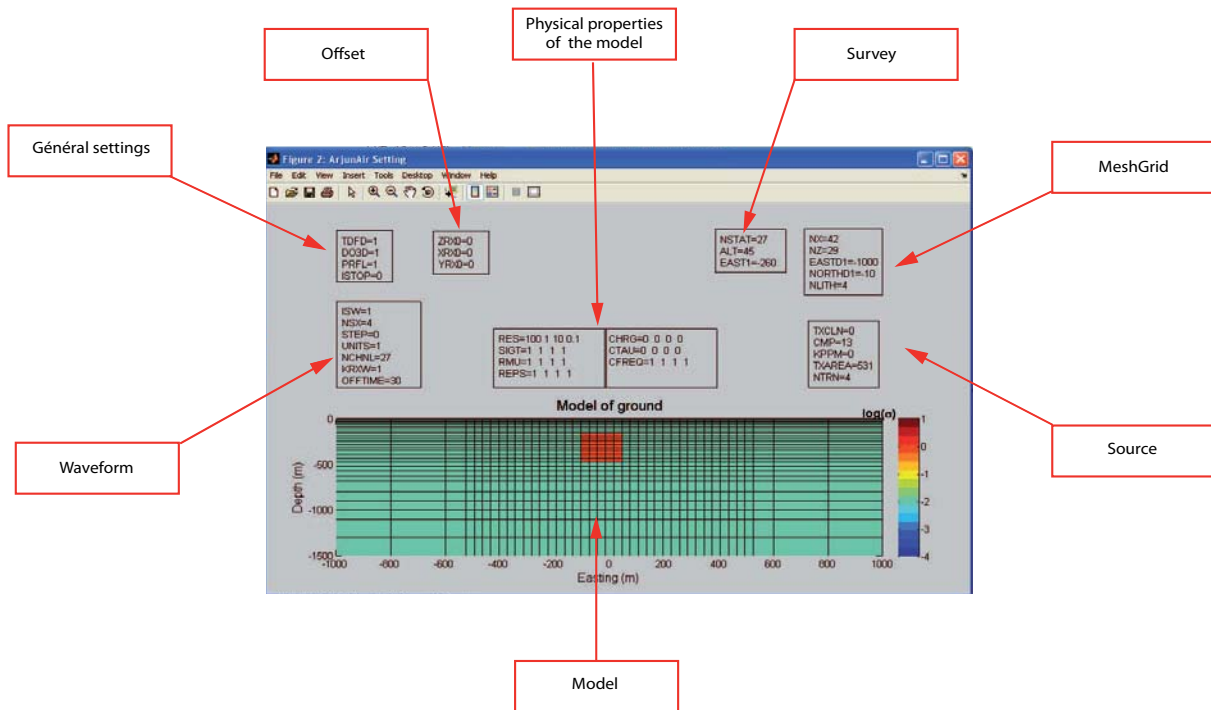 Physical properties
of the model
Offset
Survey
Général settings
MeshGrid
Figure 2: ArjunAir Setting
File Edit View Insert Tools Desktop Window Help
TDFD=1
DO3D=1
PRFL=1
ISTOP=0
ZRXD=0
XRXD=0
YRXD=0
NSTAT=27
ALT=45
EAST1=-260
NX=42
NZ=29
EASTD1=-1000
NORTHD1=-10
NLITH=4
ISW=1
NSX=4
STEP=0
UNITS=1
NCHNL=27
KRXW=1
OFFTIME=30
RES=100 1 10 0.1
SIGT=1 1 1 1
RMU=1 1 1 1
REPS=1 1 1 1
CHRG=0 0 0 0
CTAU=0 0 0 0
CFREQ=1 1 1 1
TXCLN=0
CMP=13
KPPM=0
TXAREA=531
NTRN=4
Model of ground
log(σ)
0
-500
-1000
-1500
Depth (m)
-1000 -800 -600 -400 -200 0 200 400 600 800 1000
Easting (m)
1
0
-1
-2
-3
-4
Waveform
Source
Model